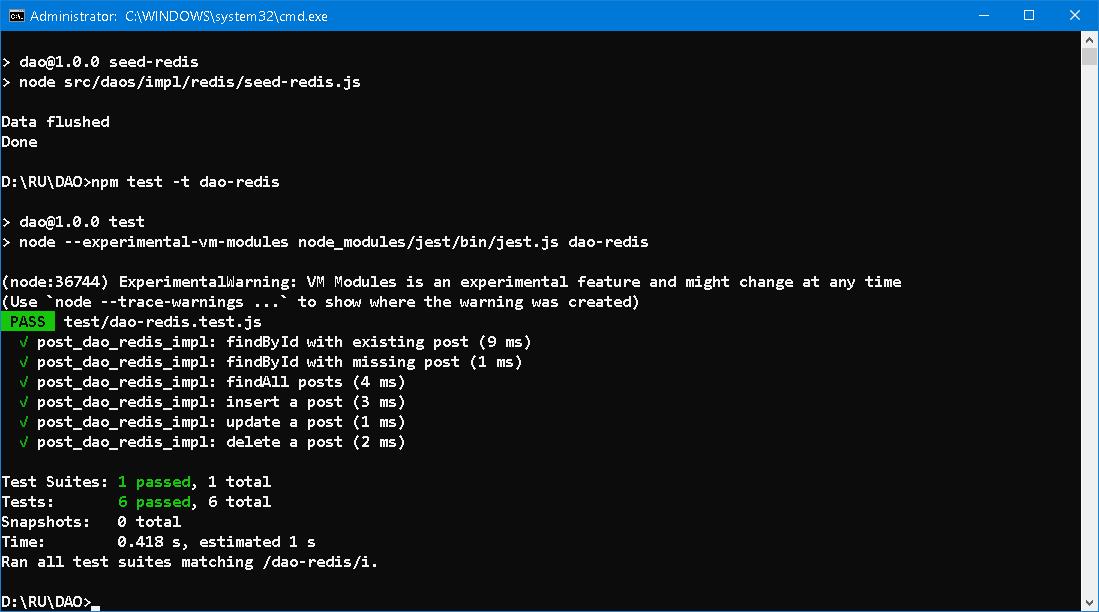 Administrator: C:\WINDOWS\system32\cmd.exe
> dao@1.0.0 seed-redis
> node src/daos/impl/redis/seed-redis.js
Data flushed
Done
D:\RU\DAO>npm test -t dao-redis
> dao@1.0.0 test
> node --experimental-vm-modules node_modules/jest/bin/jest.js dao-redis
(node:36744) ExperimentalWarning: VM Modules is an experimental feature and might change at any time
(Use `node --trace-warnings ...` to show where the warning was created)
PASS test/dao-redis.test.js
√ post_dao_redis_impl: findById with existing post (9 ms)
√ post_dao_redis_impl: findById with missing post (1 ms)
√ post_dao_redis_impl: findAll posts (4 ms)
√ post_dao_redis_impl: insert a post (3 ms)
√ post_dao_redis_impl: update a post (1 ms)
√ post_dao_redis_impl: delete a post (2 ms)
Test Suites: 1 passed, 1 total
Tests: 6 passed, 6 total
Snapshots: 0 total
Time: 0.418 s, estimated 1 s
Ran all test suites matching /dao-redis/i.
D:\RU\DAO>